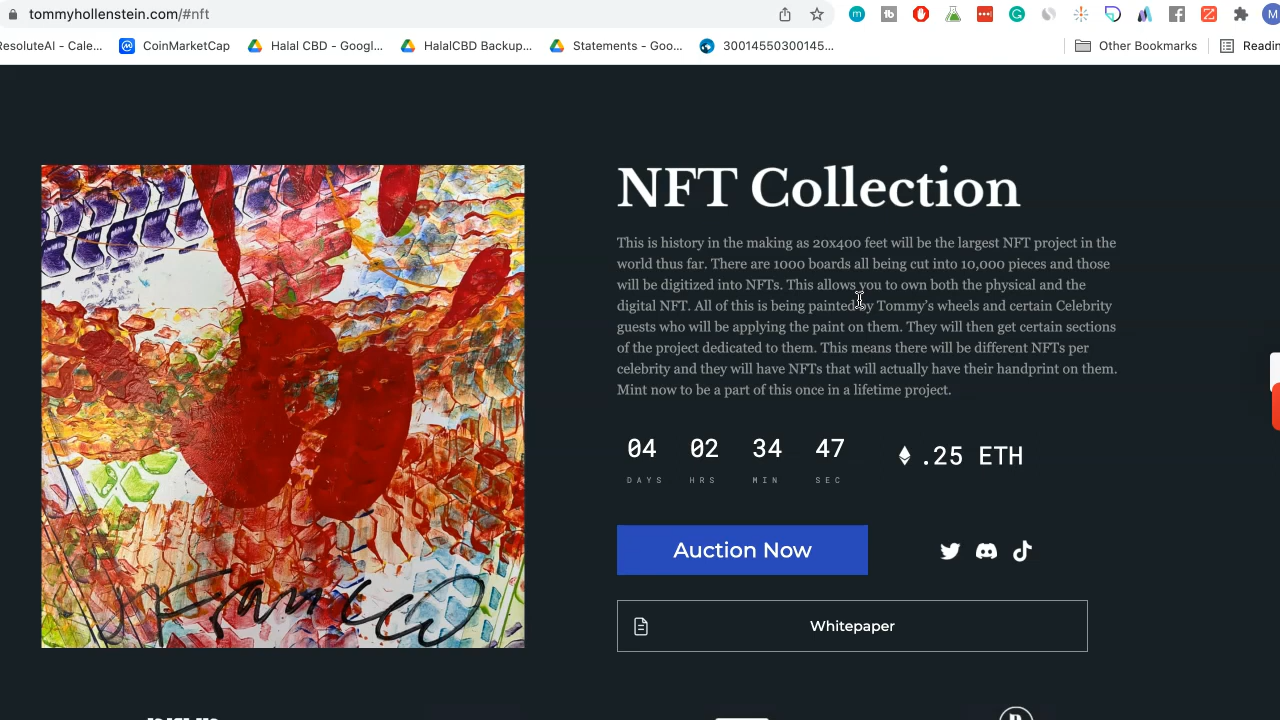 tommyhollenstein.com/#nft
ResoluteAI - Cale... CoinMarketCap Halal CBD - Googl... HalalCBD Backup... Statements - Goo... 30014550300145... Other Bookmarks Readin
NFT Collection
This is history in the making as 20x400 feet will be the largest NFT project in the
world thus far. There are 1000 boards all being cut into 10,000 pieces and those
will be digitized into NFTs. This allows you to own both the physical and the
digital NFT. All of this is being painted by Tommy's wheels and certain Celebrity
guests who will be applying the paint on them. They will then get certain sections
of the project dedicated to them. This means there will be different NFTs per
celebrity and they will have NFTs that will actually have their handprint on them.
Mint now to be a part of this once in a lifetime project.
04 02 34 47 .25 ETH
DAYS HRS MIN SEC
Auction Now
Whitepaper